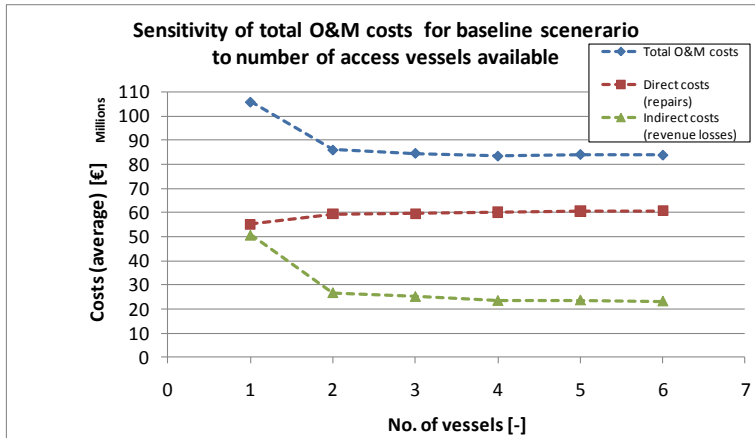 Sensitivity of total O&M costs for baseline scenerario
to number of access vessels available
Total O&M costs
Direct costs
(repairs)
Indirect costs
(revenue losses)
Costs (average) [€]
Millions
110
100
90
80
70
60
50
40
30
20
10
0
0 1 2 3 4 5 6 7
No. of vessels [-]